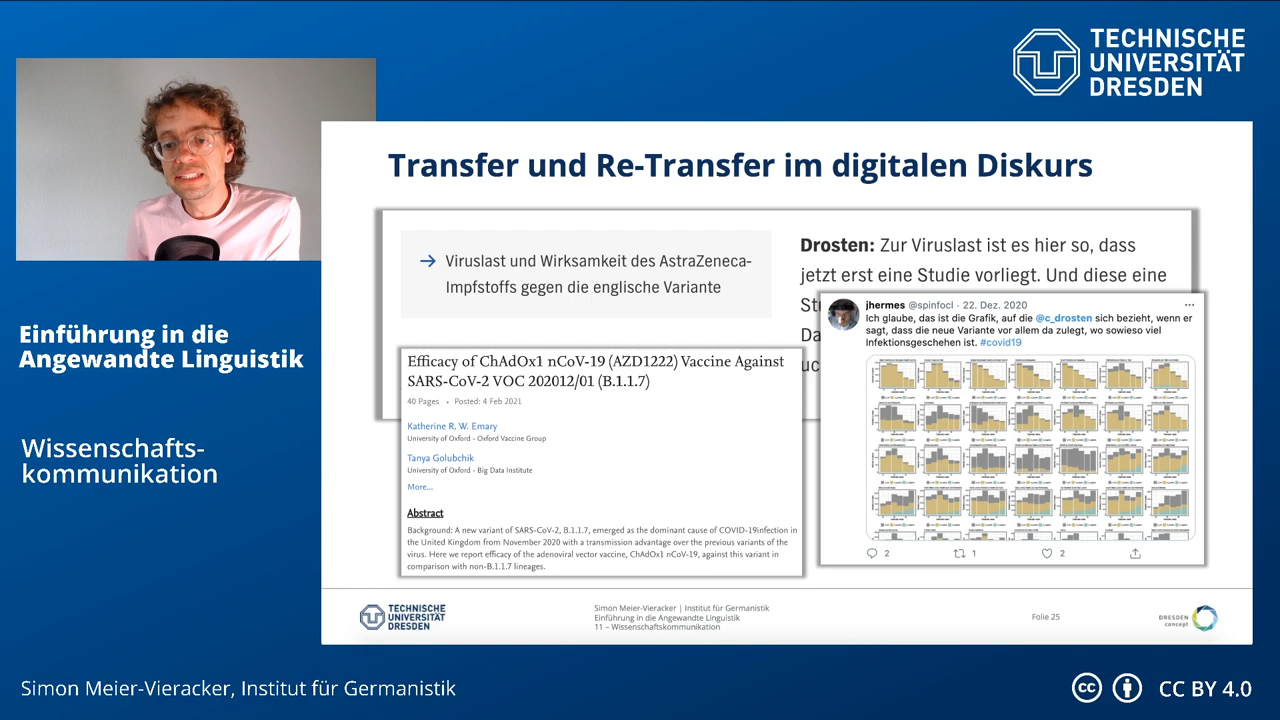 TECHNISCHE
UNIVERSITÄT
DRESDEN
Einführung in die
Angewandte Linguistik
Wissenschafts-
kommunikation
Transfer und Re-Transfer im digitalen Diskurs
→ Viruslast und Wirksamkeit des AstraZeneca-
Impfstoffs gegen die englische Variante
Drosten: Zur Viruslast ist es hier so, dass
jetzt erst eine Studie vorliegt. Und diese eine
Efficacy of ChAdOx1 nCoV-19 (AZD1222) Vaccine Against
SARS-CoV-2 VOC 202012/01 (B.1.1.7)
40 Pages • Posted: 4 Feb 2021
Katherine R. W. Emary
University of Oxford - Oxford Vaccine Group
Tanya Golubchik
University of Oxford - Big Data Institute
More...
Abstract
Background: A new variant of SARS-CoV-2, B.1.1.7, emerged as the dominant cause of COVID-19infection in
the United Kingdom from November 2020 with a transmission advantage over the previous variants of the
virus. Here we report efficacy of the adenoviral vector vaccine, ChAdOx1 nCoV-19, against this variant in
comparison with non-B.1.1.7 lineages.
jhermes @spinfocl · 22. Dez. 2020
Ich glaube, das ist die Grafik, auf die @c_drosten sich bezieht, wenn er
sagt, dass die neue Variante vor allem da zulegt, wo sowieso viel
Infektionsgeschehen ist. #covid19
2 1 2
TECHNISCHE
UNIVERSITÄT
DRESDEN
Simon Meier-Vieracker | Institut für Germanistik
Einführung in die Angewandte Linguistik
11 – Wissenschaftskommunikation
Folie 25
DRESDEN
concept
Simon Meier-Vieracker, Institut für Germanistik
cc CC BY 4.0